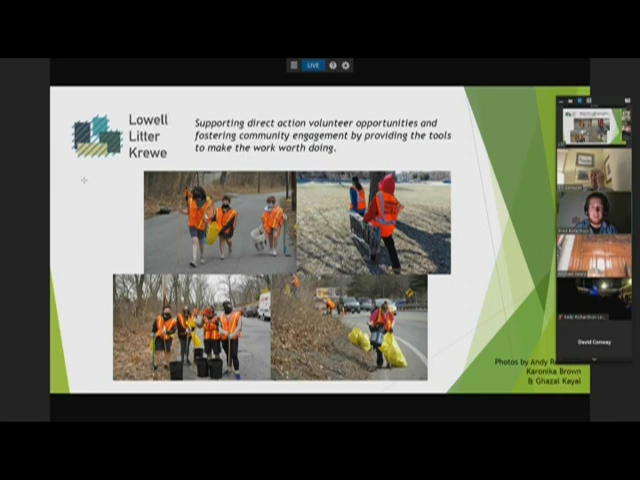 LIVE
Lowell
Litter
Krewe
Supporting direct action volunteer opportunities and
fostering community engagement by providing the tools
to make the work worth doing.
David Conway
Photos by Andy
Karonika Brown
& Ghazal Kayal